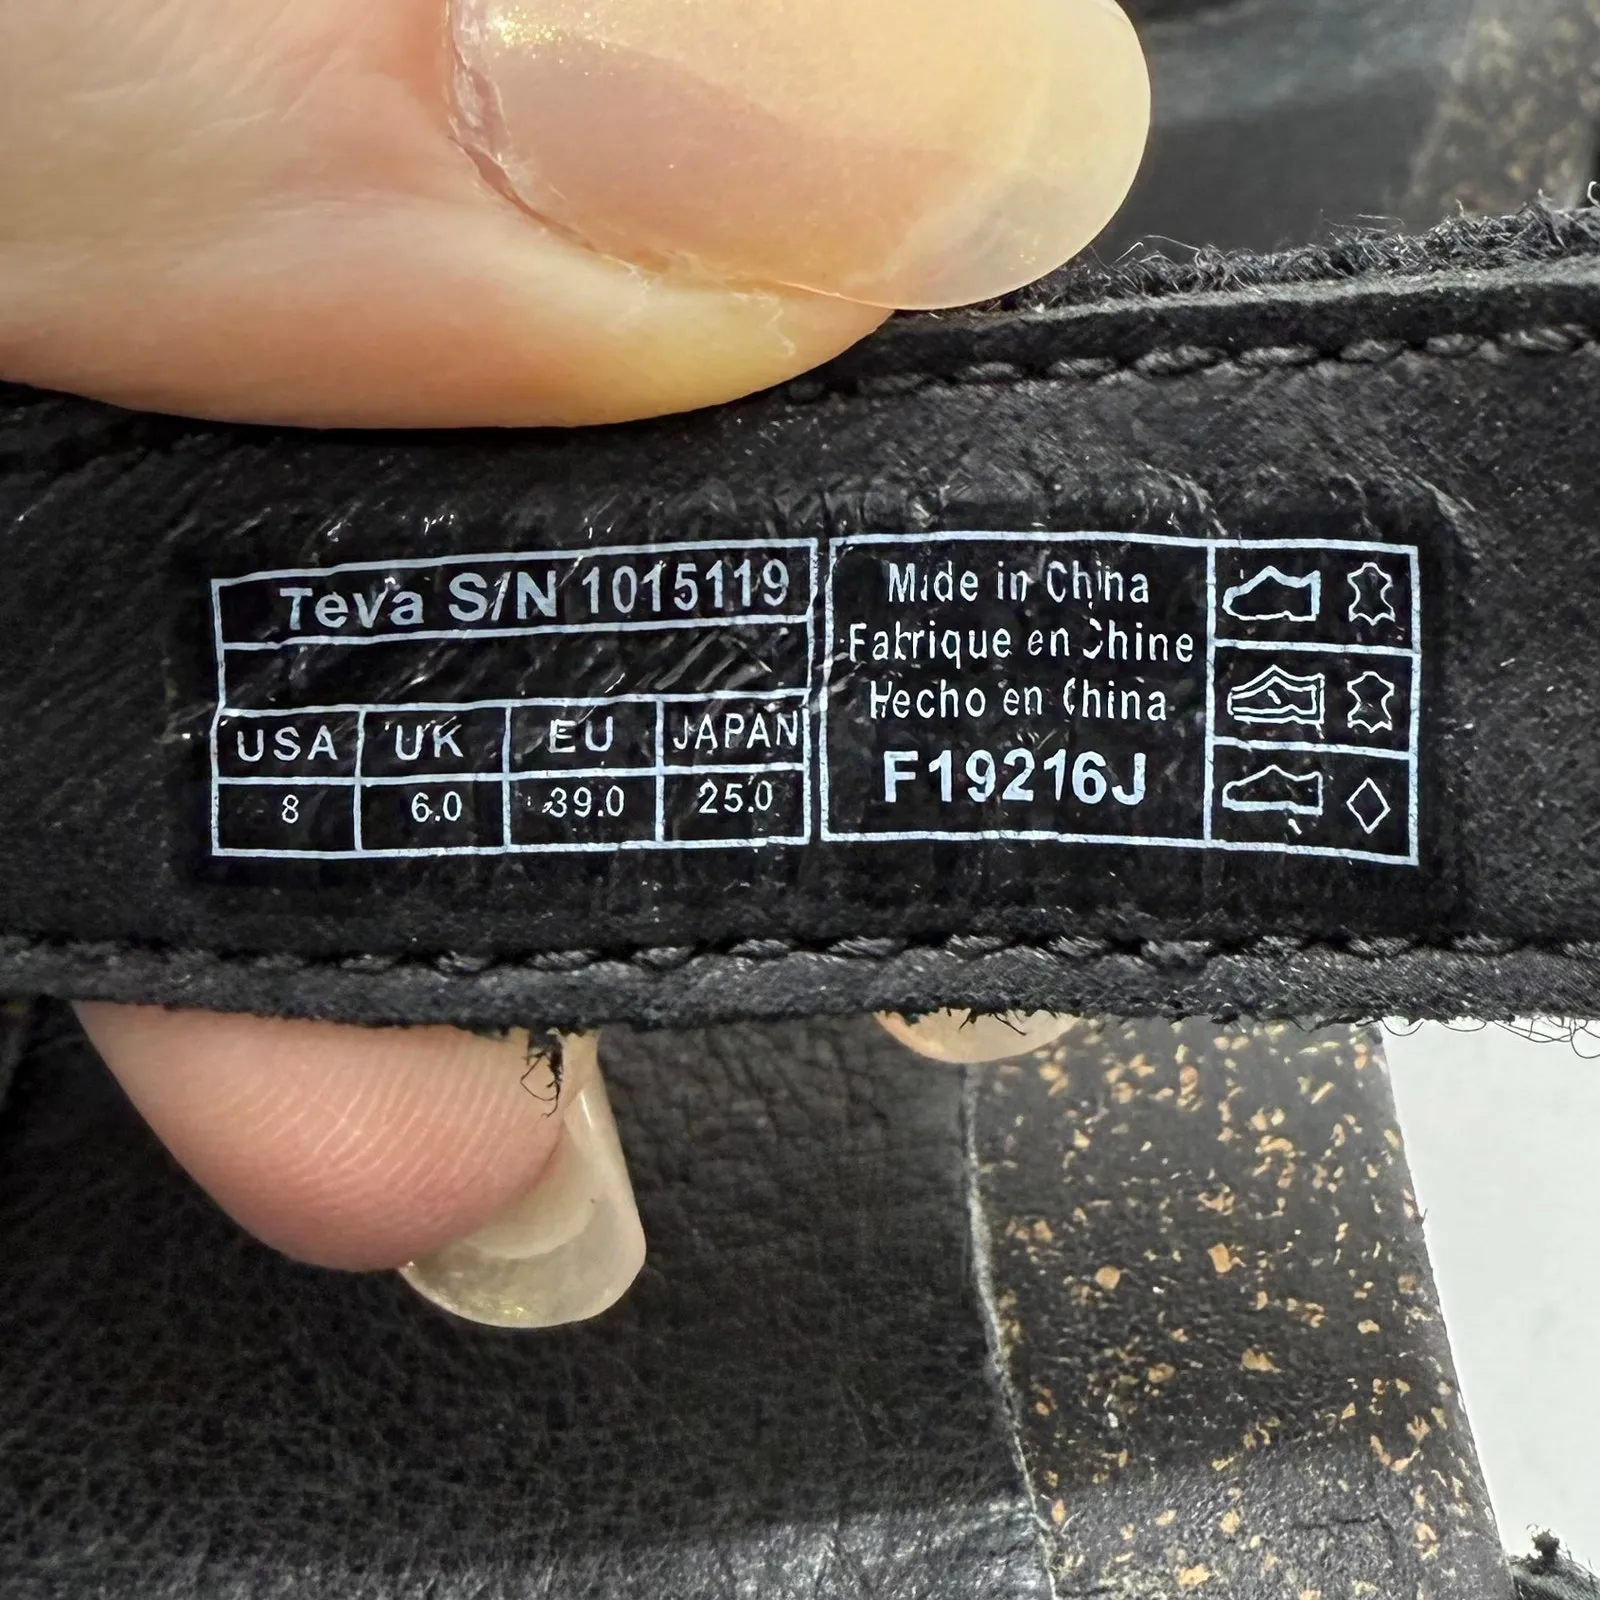 Teva S/N 1015119
USA UK EU JAPAN
8 6.0 39.0 25.0
Made in China
Fabrique en Chine
Hecho en China
F19216J